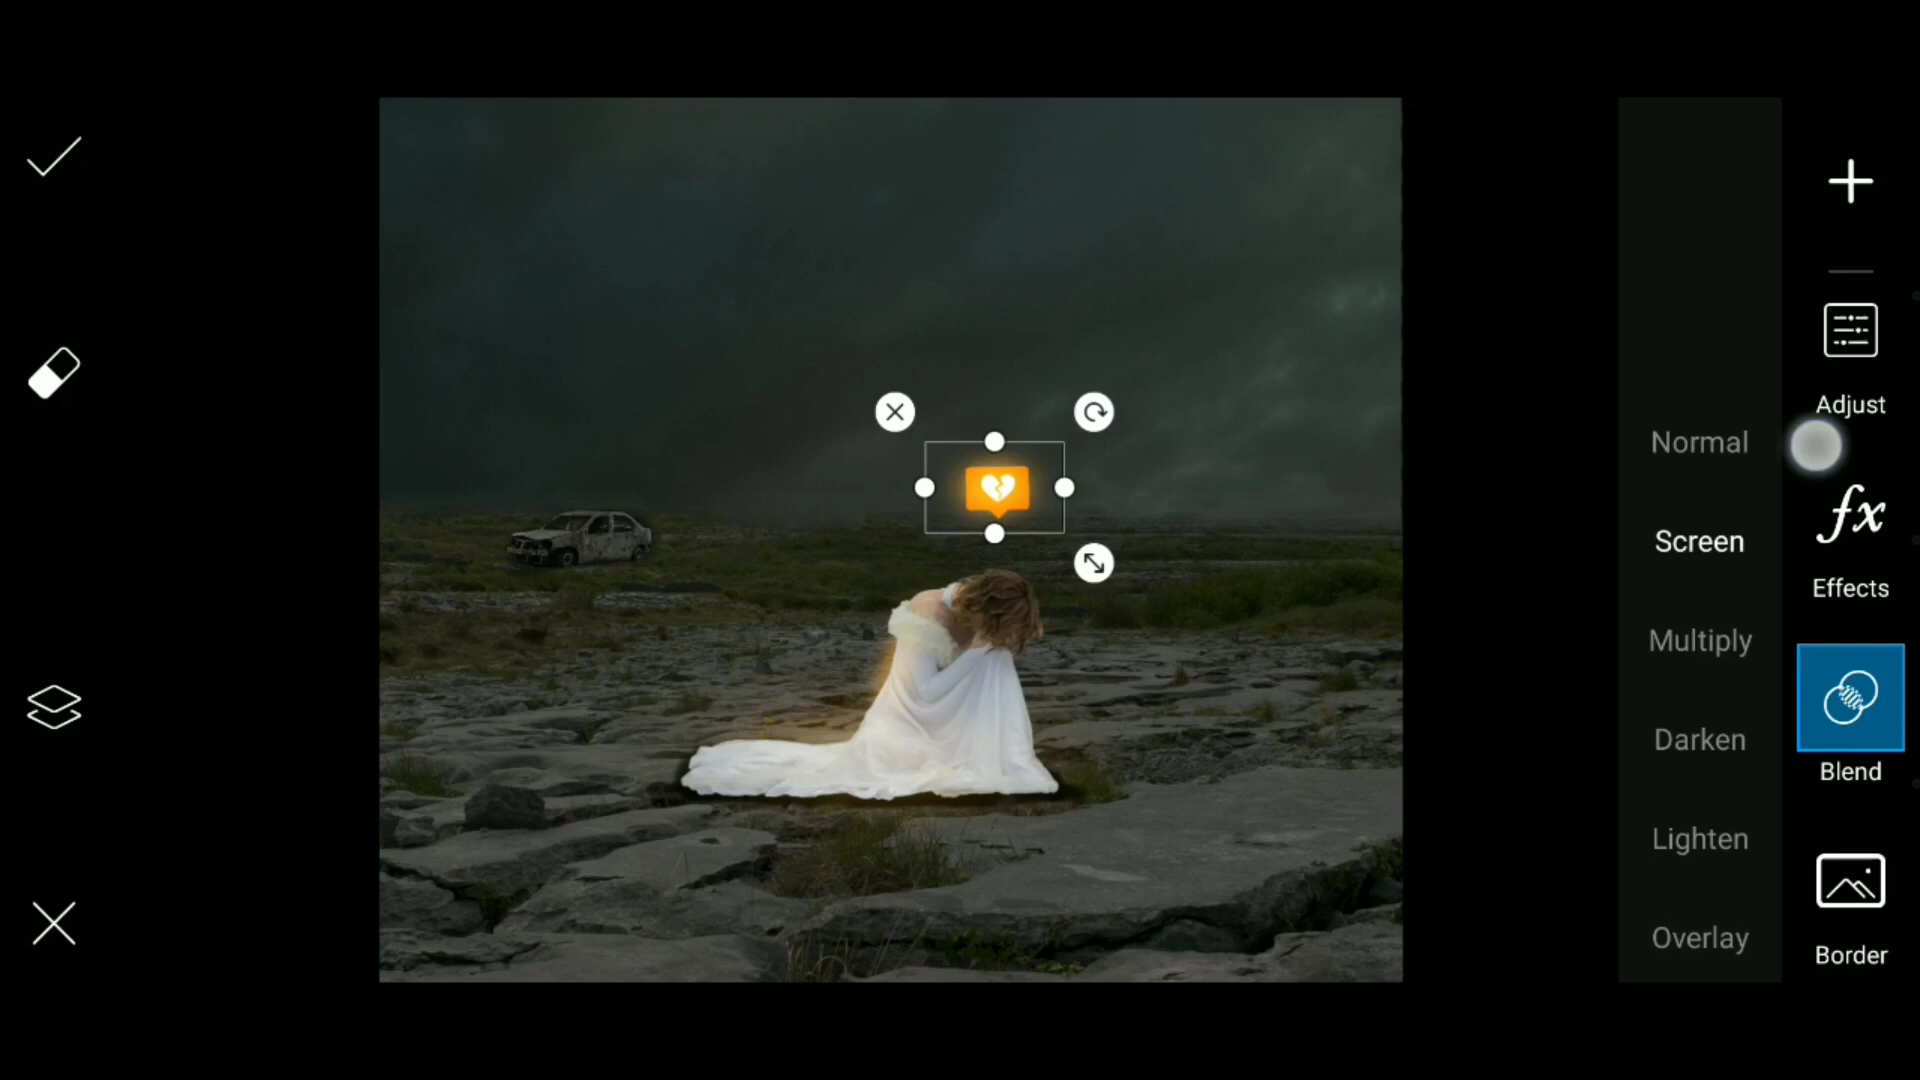 Adjust
Normal
Screen
Effects
Multiply
Darken
Blend
Lighten
Overlay
Border